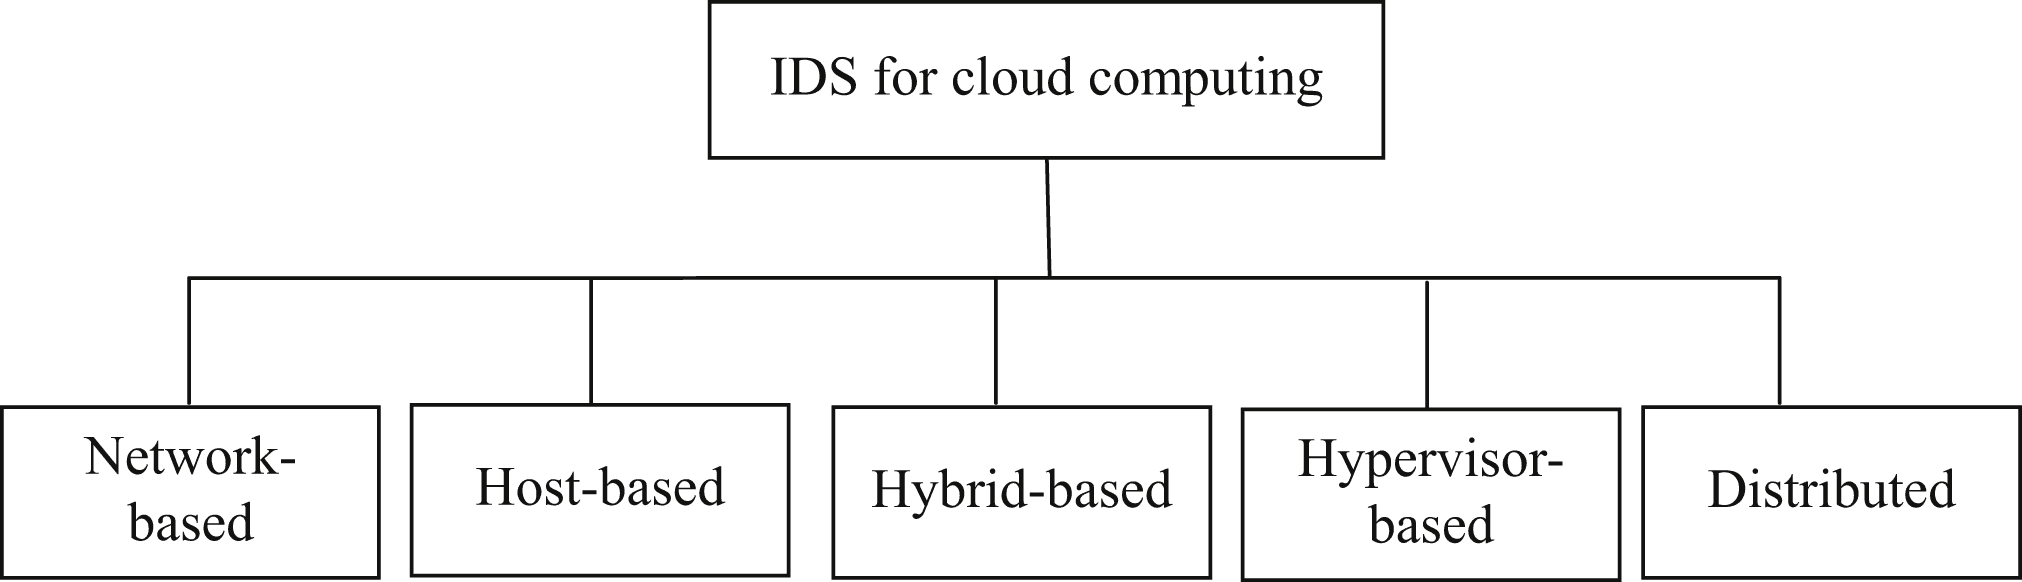 IDS for cloud computing
Network-
based
Host-based
Hybrid-based
Hypervisor-
based
Distributed